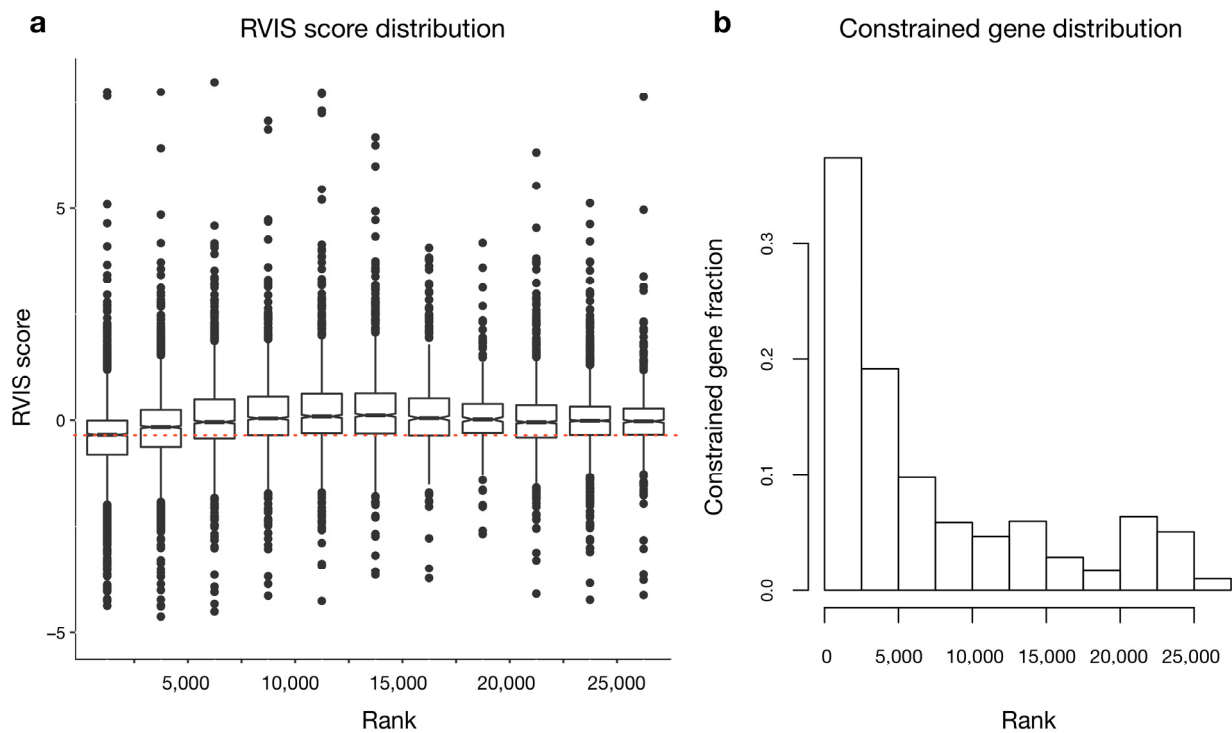 a
RVIS score distribution
RVIS score
5
0
−5
5,000
10,000
15,000
20,000
25,000
Rank
b
Constrained gene distribution
Constrained gene fraction
0.3
0.2
0.1
0.0
0
5,000
10,000
15,000
20,000
25,000
Rank